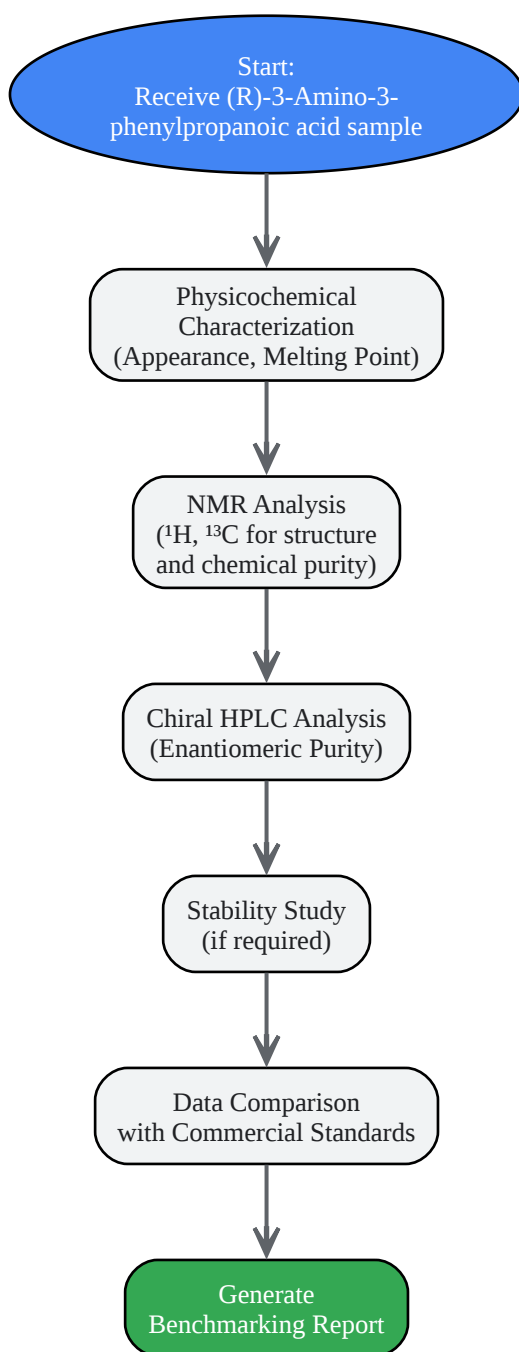 Start:
Receive (R)-3-Amino-3-
phenylpropanoic acid sample
Physicochemical
Characterization
(Appearance, Melting Point)
NMR Analysis
(¹H, ¹³C for structure
and chemical purity)
Chiral HPLC Analysis
(Enantiomeric Purity)
Stability Study
(if required)
Data Comparison
with Commercial Standards
Generate
Benchmarking Report